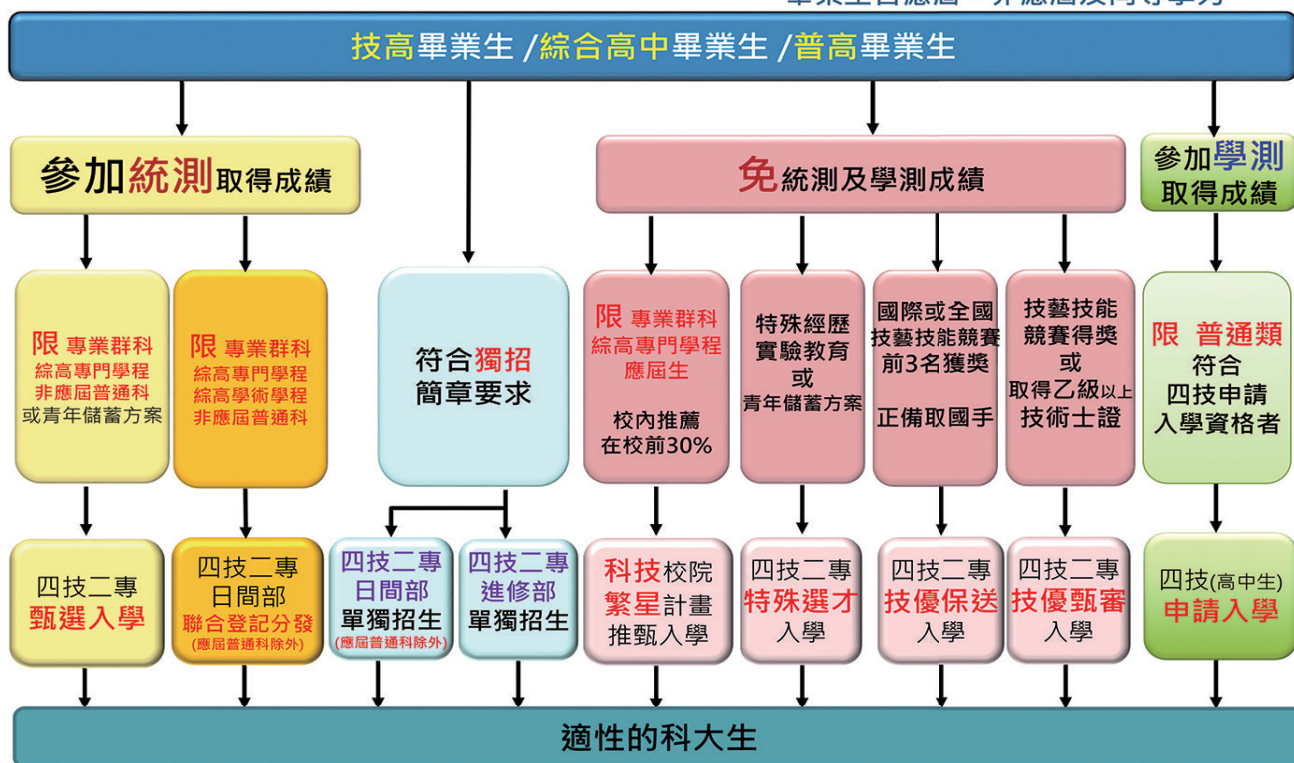 畢業生含應屆、非應屆及同等學力
技高畢業生 /綜合高中畢業生 /普高畢業生
參加統測取得成績
免統測及學測成績
參加學測
取得成績
限 專業群科
綜高專門學程
非應屆普通科
或青年儲蓄方案
限 專業群科
綜高專門學程
綜高學術學程
非應屆普通科
符合獨招
簡章要求
限 專業群科
綜高專門學程
應屆生
校內推薦
在校前30%
特殊經歷
實驗教育
或
青年儲蓄方案
國際或全國
技藝技能競賽
前3名獲獎
正備取國手
技藝技能
競賽得獎
或
取得乙級以上
技術士證
限 普通類
符合
四技申請
入學資格者
四技二專
甄選入學
四技二專
日間部
聯合登記分發
(應屆普通科除外)
四技二專
日間部
單獨招生
(應屆普通科除外)
四技二專
進修部
單獨招生
科技校院
繁星計畫
推甄入學
四技二專
特殊選才
入學
四技二專
技優保送
入學
四技二專
技優甄審
入學
四技(高中生)
申請入學
適性的科大生